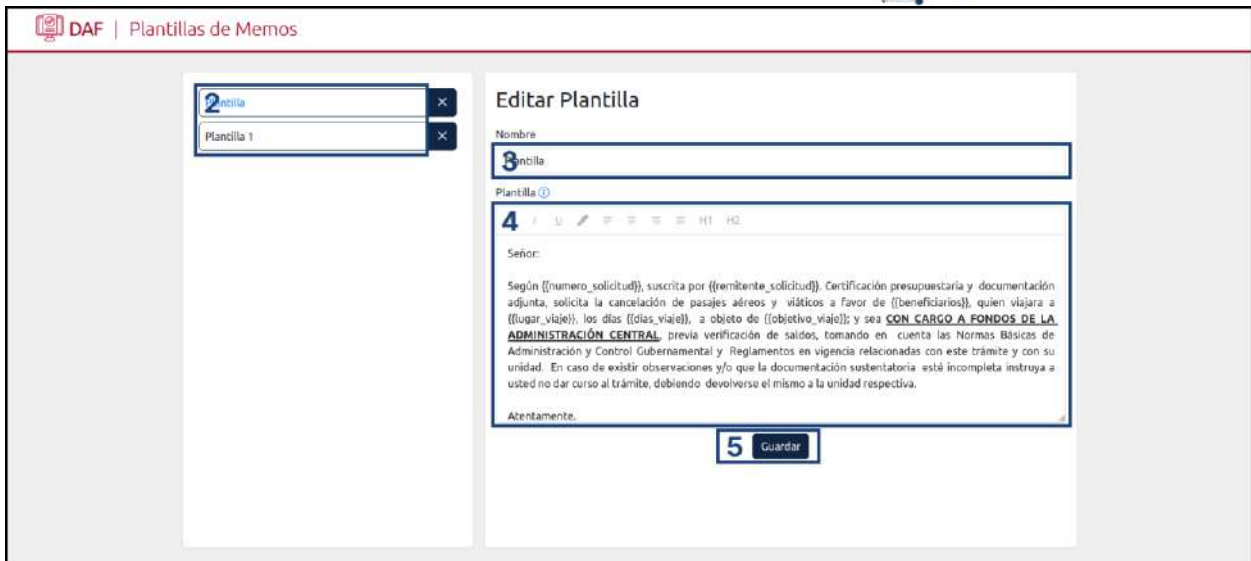 DAF | Plantillas de Memos
2 Plantilla
Plantilla 1
Editar Plantilla
Nombre
3 Plantilla
Plantilla
4 I U H1 H2
Señor:
Según {{numero_solicitud}}, suscrita por {{remitente_solicitud}}. Certificación presupuestaria y documentación
adjunta, solicita la cancelación de pasajes aéreos y viáticos a favor de {{beneficiarios}}, quien viajara a
{{lugar_viaje}}, los días {{dias_viaje}}, a objeto de {{objetivo_viaje}}; y sea CON CARGO A FONDOS DE LA
ADMINISTRACIÓN CENTRAL, previa verificación de saldos, tomando en cuenta las Normas Básicas de
Administración y Control Gubernamental y Reglamentos en vigencia relacionadas con este trámite y con su
unidad. En caso de existir observaciones y/o que la documentación sustentatoria esté incompleta instruya a
usted no dar curso al trámite, debiendo devolverse el mismo a la unidad respectiva.
Atentamente,
5 Guardar